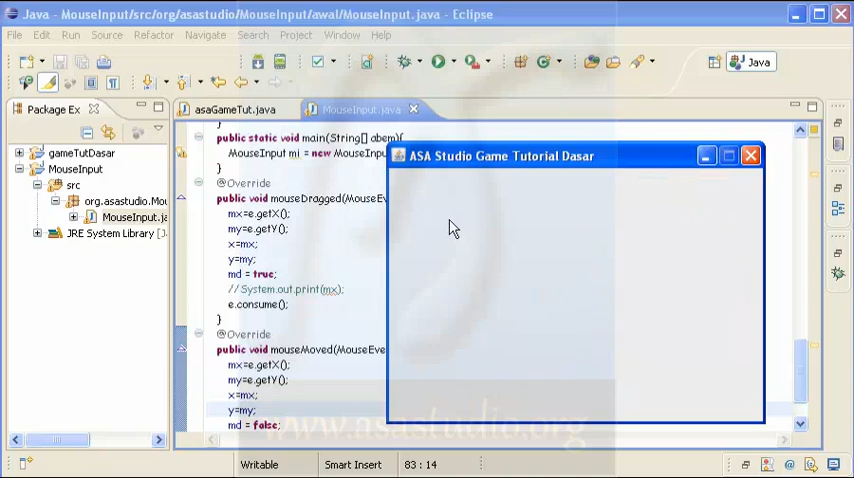 Java - MouseInput/src/org/asastudio/MouseInput/awal/MouseInput.java - Eclipse
File Edit Source Run Refactor Navigate Search Project Window Help
Java
Package Ex
asaGameTut.java
MouseInput.java
gameTutDasar
MouseInput
src
org.asastudio.Mou
MouseInput.ja
JRE System Library [J
}
public static void main(String[] abem){
MouseInput mi = new MouseInpu
}
@Override
public void mouseDragged(MouseEve
mx=e.getX();
my=e.getY();
x=mx;
y=my;
md = true;
//System.out.print(mx);
e.consume();
}
@Override
public void mouseMoved(MouseEve
mx=e.getX();
my=e.getY();
x=mx;
y=my;
md = false;
ASA Studio Game Tutorial Dasar
www.asastudio.org
Writable
Smart Insert
83 : 14